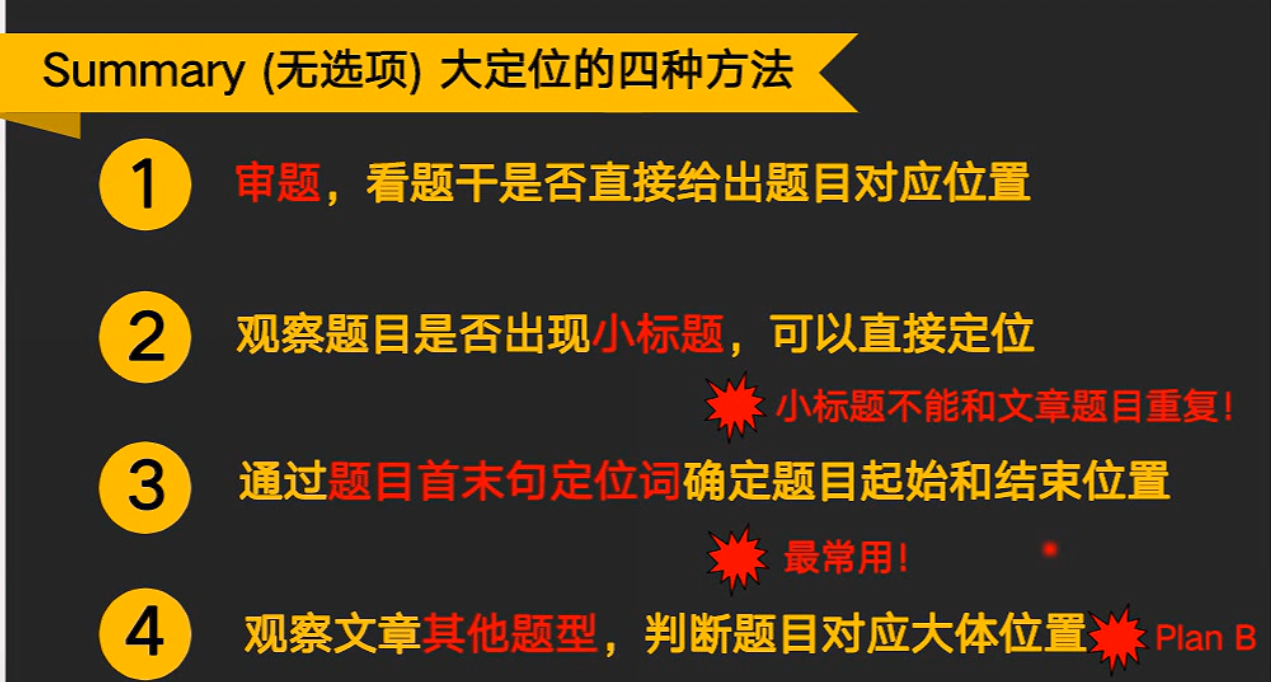 Summary (无选项) 大定位的四种方法
1 审题，看题干是否直接给出题目对应位置
2 观察题目是否出现小标题，可以直接定位
小标题不能和文章题目重复！
3 通过题目首末句定位词确定题目起始和结束位置
最常用！
4 观察文章其他题型，判断题目对应大体位置 Plan B